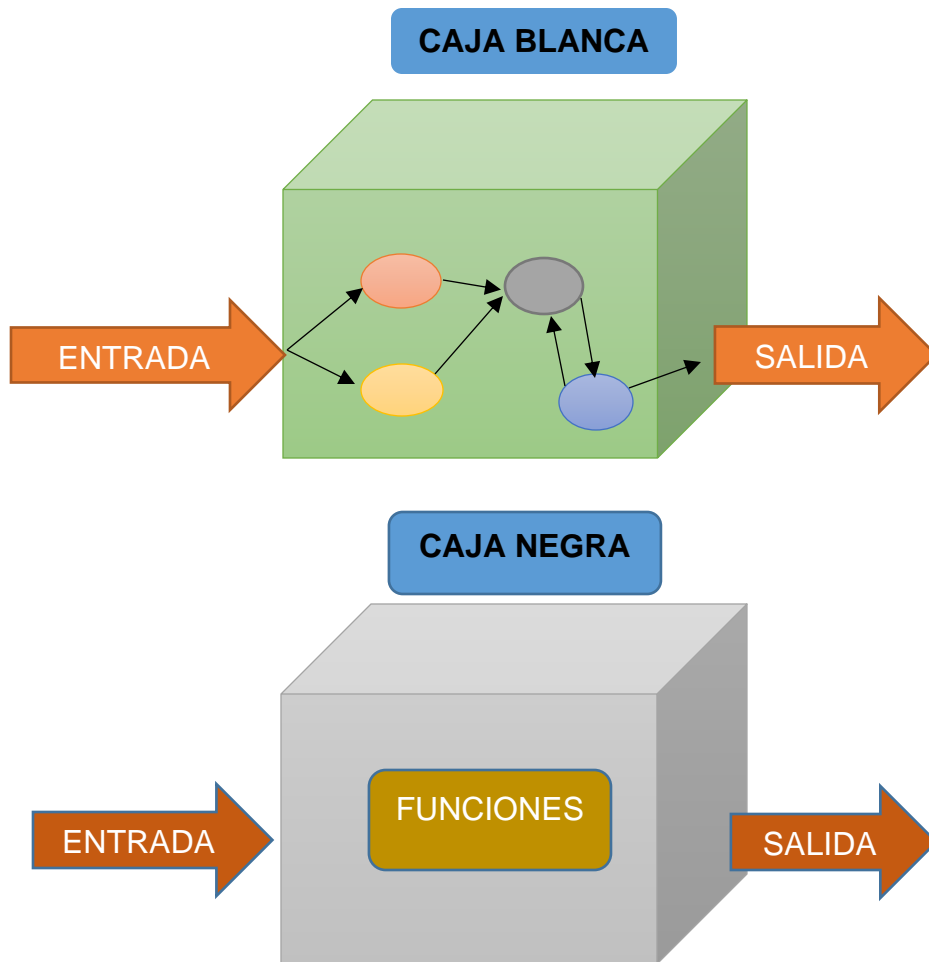 CAJA BLANCA
ENTRADA
SALIDA
CAJA NEGRA
FUNCIONES
ENTRADA
SALIDA